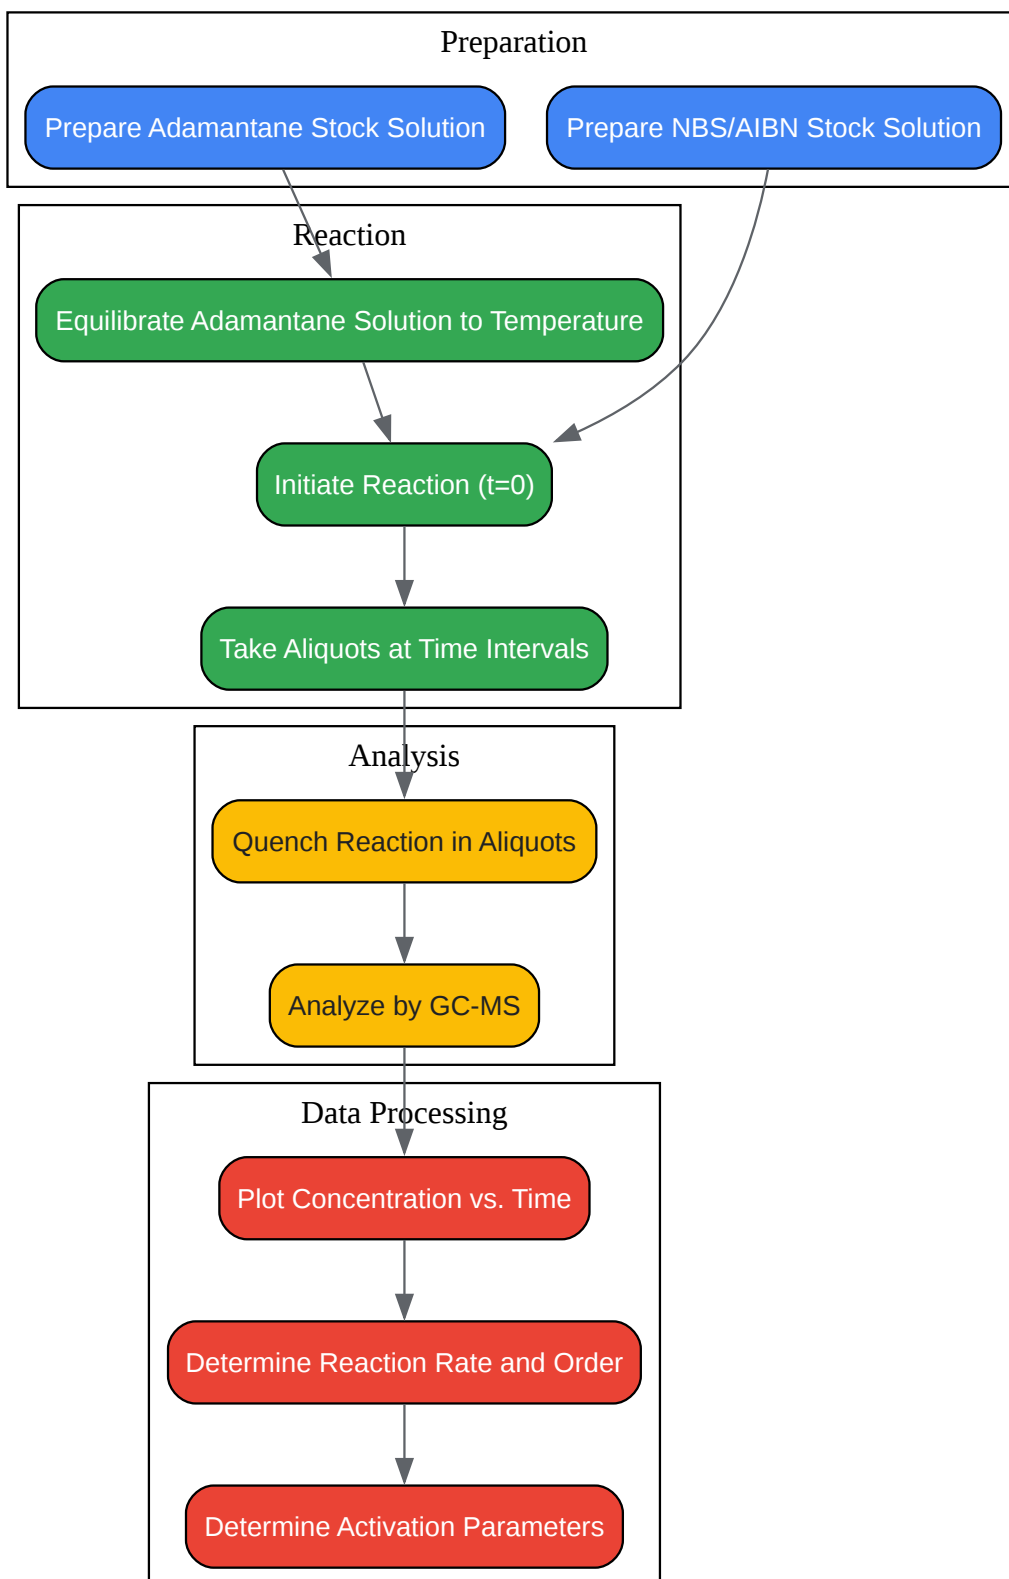 Preparation
Prepare Adamantane Stock Solution
Prepare NBS/AIBN Stock Solution
Reaction
Equilibrate Adamantane Solution to Temperature
Initiate Reaction (t=0)
Take Aliquots at Time Intervals
Analysis
Quench Reaction in Aliquots
Analyze by GC-MS
Data Processing
Plot Concentration vs. Time
Determine Reaction Rate and Order
Determine Activation Parameters